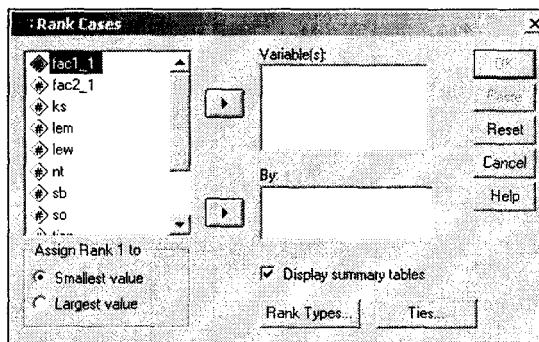 Rank Cases
fac1_1
fac2_1
ks
lem
lew
nt
sb
so
Variable(s):
By:
OK
Paste
Reset
Cancel
Help
Assign Rank 1 to
Smallest value
Largest value
Display summary tables
Rank Types...
Ties...